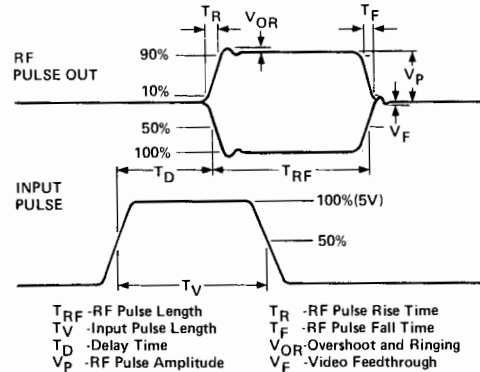 T_R
V_OR
T_F
RF
PULSE OUT
90%
10%
V_P
50%
100%
V_F
T_D
T_RF
INPUT
PULSE
100%(5V)
50%
T_V
T_RF -RF Pulse Length
T_V -Input Pulse Length
T_D -Delay Time
V_P -RF Pulse Amplitude
T_R -RF Pulse Rise Time
T_F -RF Pulse Fall Time
V_OR -Overshoot and Ringing
V_F -Video Feedthrough